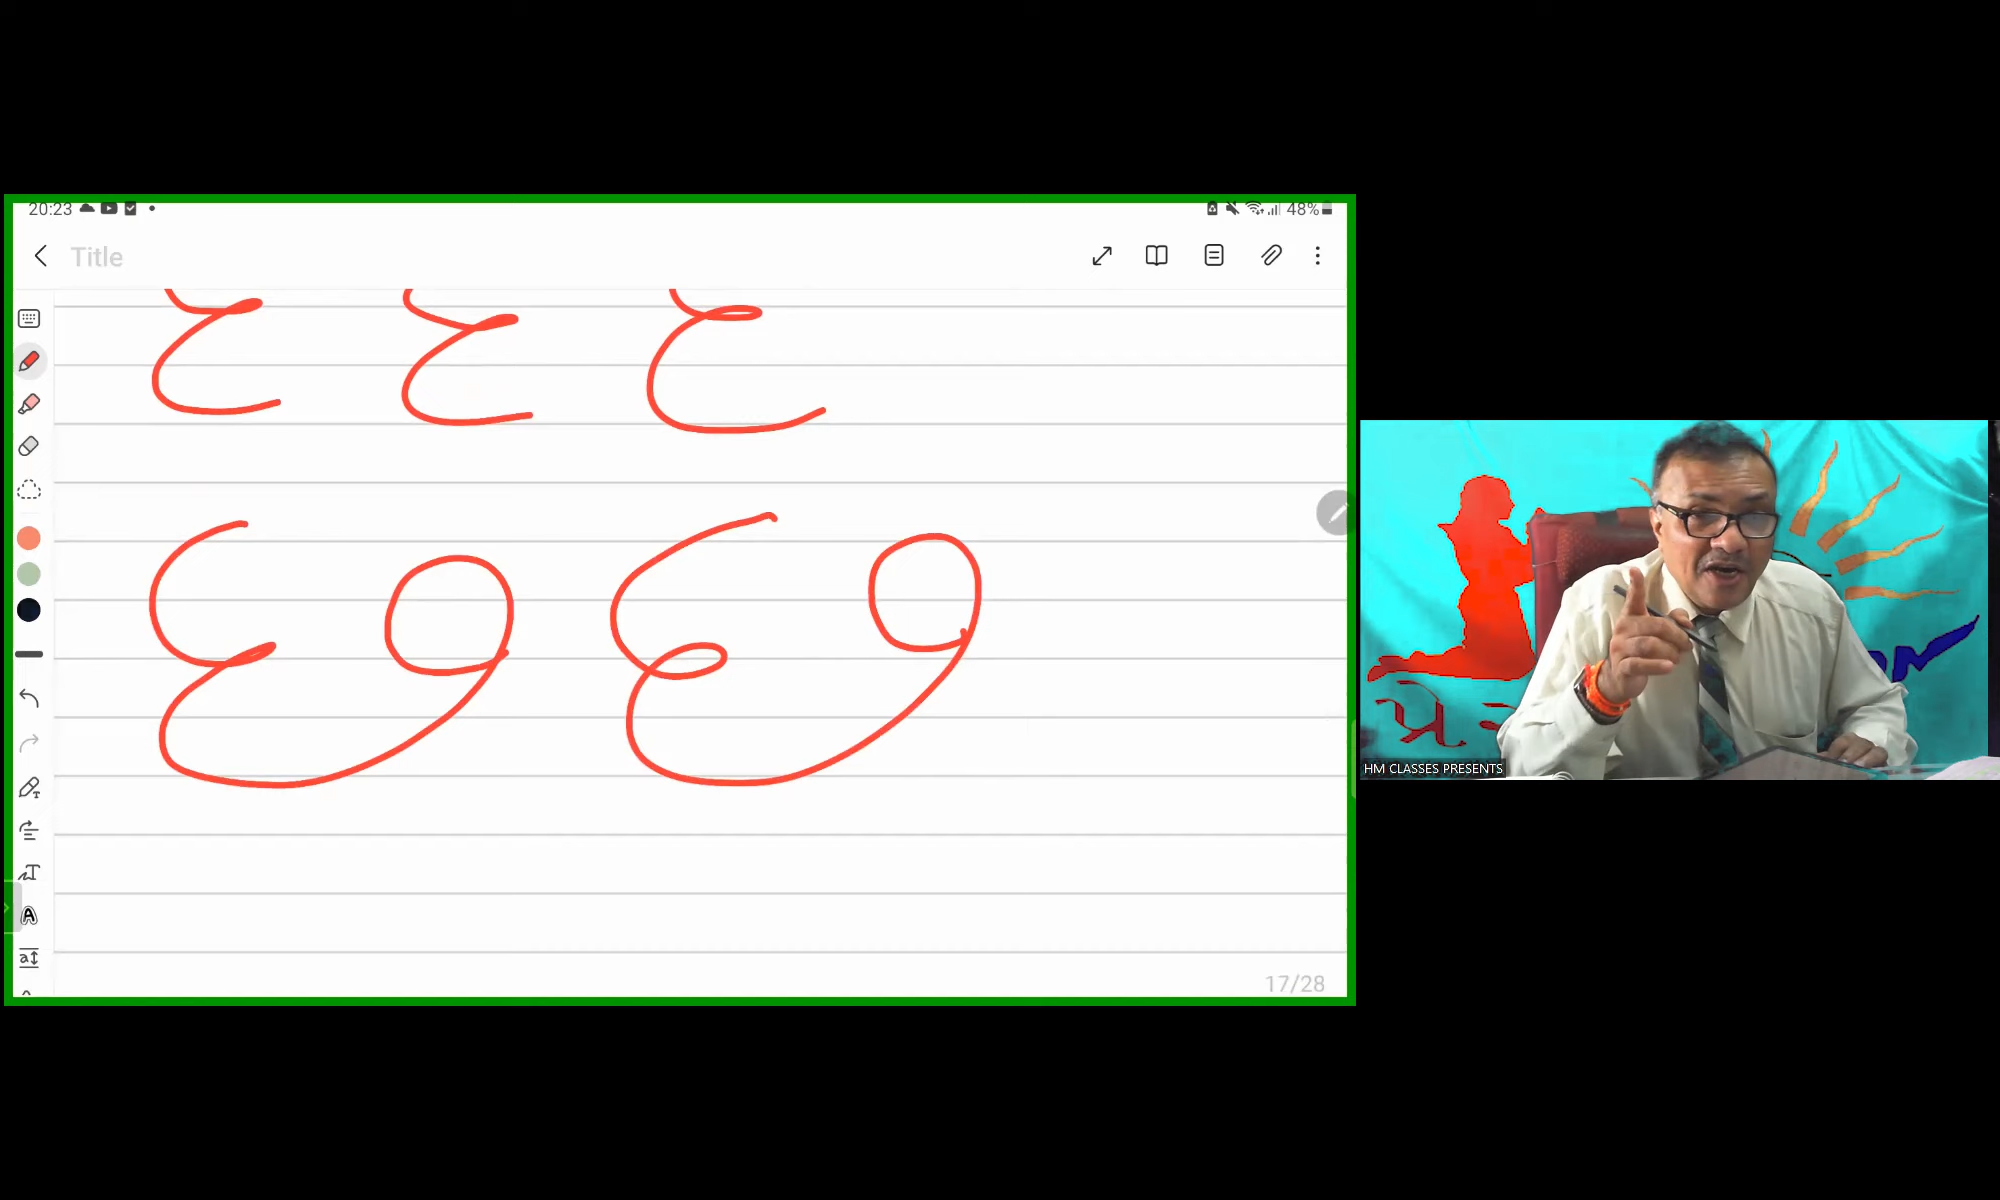 20:23 48%
Title
છ છ
17/28
HM CLASSES PRESENTS